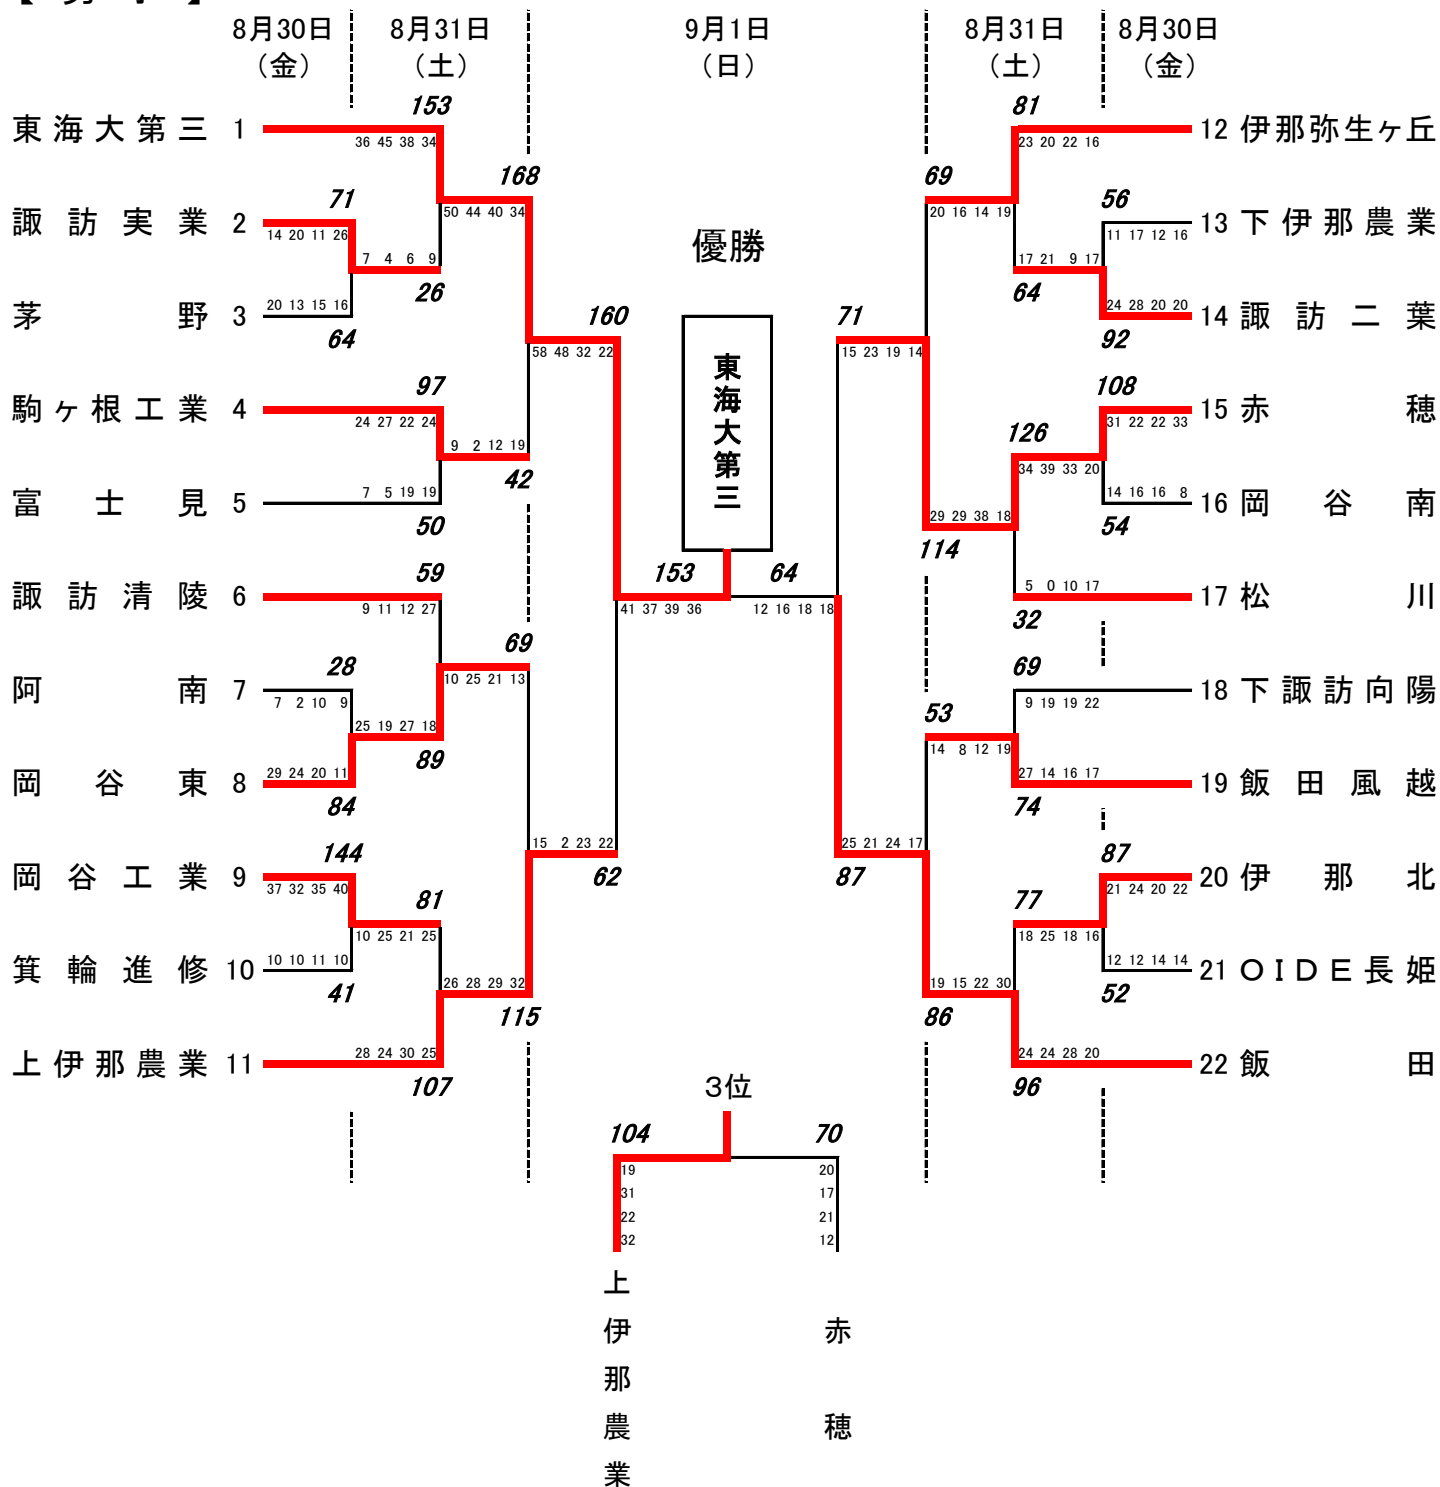 8月30日 8月31日 9月1日 8月31日 8月30日
（金） （土） （日） （土） （金）
153 81
東海大第三 1 12 伊那弥生ヶ丘
36 45 38 34 23 20 22 16
168 69
71 56
50 44 40 34 20 16 14 19
諏訪実業 2 13 下伊那農業
14 20 11 26 11 17 12 16
優勝
7 4 6 9 17 21 9 17
26 64
20 13 15 16 24 28 20 20
茅野 3 14 諏訪二葉
64 92
160 71
58 48 32 22 15 23 19 14
東海大第三
97 108
駒ヶ根工業 4 15 赤穂
24 27 22 24 31 22 22 33
126
9 2 12 19 34 39 33 20
42
7 5 19 19 14 16 16 8
富士見 5 16 岡谷南
50 54
29 29 38 18
114
153 64
59
5 0 10 17
諏訪清陵 6 17 松川
9 11 12 27 41 37 39 36 12 16 18 18
32
69 69
28
10 25 21 13
阿南 7 18 下諏訪向陽
7 2 10 9 9 19 19 22
53
25 19 27 18 14 8 12 19
89
29 24 20 11 27 14 16 17
岡谷東 8 19 飯田風越
84 74
15 2 23 22 25 21 24 17
62 87
144 87
岡谷工業 9 20 伊那北
37 32 35 40 21 24 20 22
81 77
10 25 21 25 18 25 18 16
10 10 11 10 12 12 14 14
箕輪進修 10 21 OIDE長姫
41 52
26 28 29 32 19 15 22 30
115 86
28 24 30 25 24 24 28 20
上伊那農業 11 22 飯田
107 96
3位
104 70
19 20
31 17
22 21
32 12
上伊那農業 赤穂